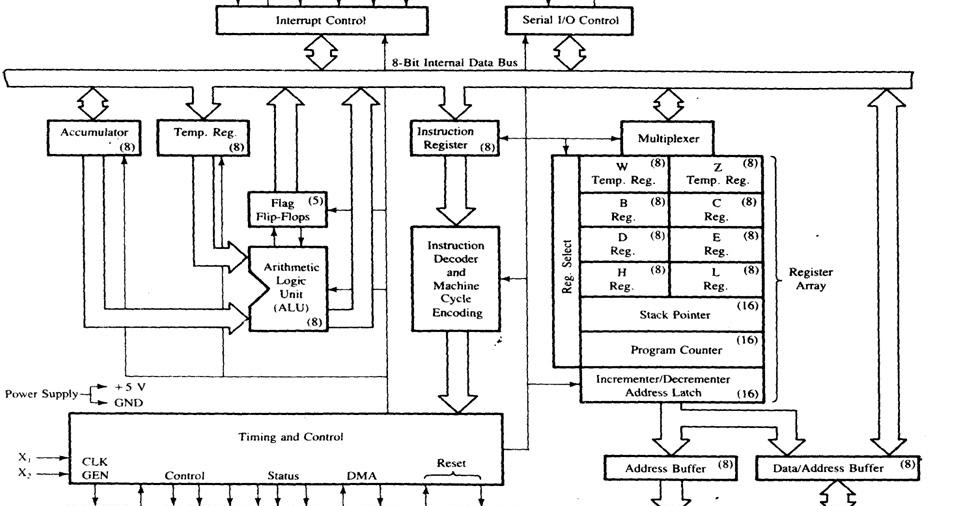 Interrupt Control
Serial I/O Control
8-Bit Internal Data Bus
Accumulator
(8)
Temp. Reg.
(8)
Instruction
Register
(8)
Multiplexer
Flag
Flip-Flops
(5)
Arithmetic
Logic
Unit
(ALU)
(8)
Instruction
Decoder
and
Machine
Cycle
Encoding
Reg. Select
W (8)
Temp. Reg.
Z (8)
Temp. Reg.
B (8)
Reg.
C (8)
Reg.
D (8)
Reg.
E (8)
Reg.
H (8)
Reg.
L (8)
Reg.
Stack Pointer (16)
Program Counter (16)
Incrementer/Decrementer
Address Latch (16)
Register
Array
Power Supply
+5 V
GND
Timing and Control
X₁
X₂
CLK
GEN
Control
Status
DMA
Reset
Address Buffer (8)
Data/Address Buffer (8)